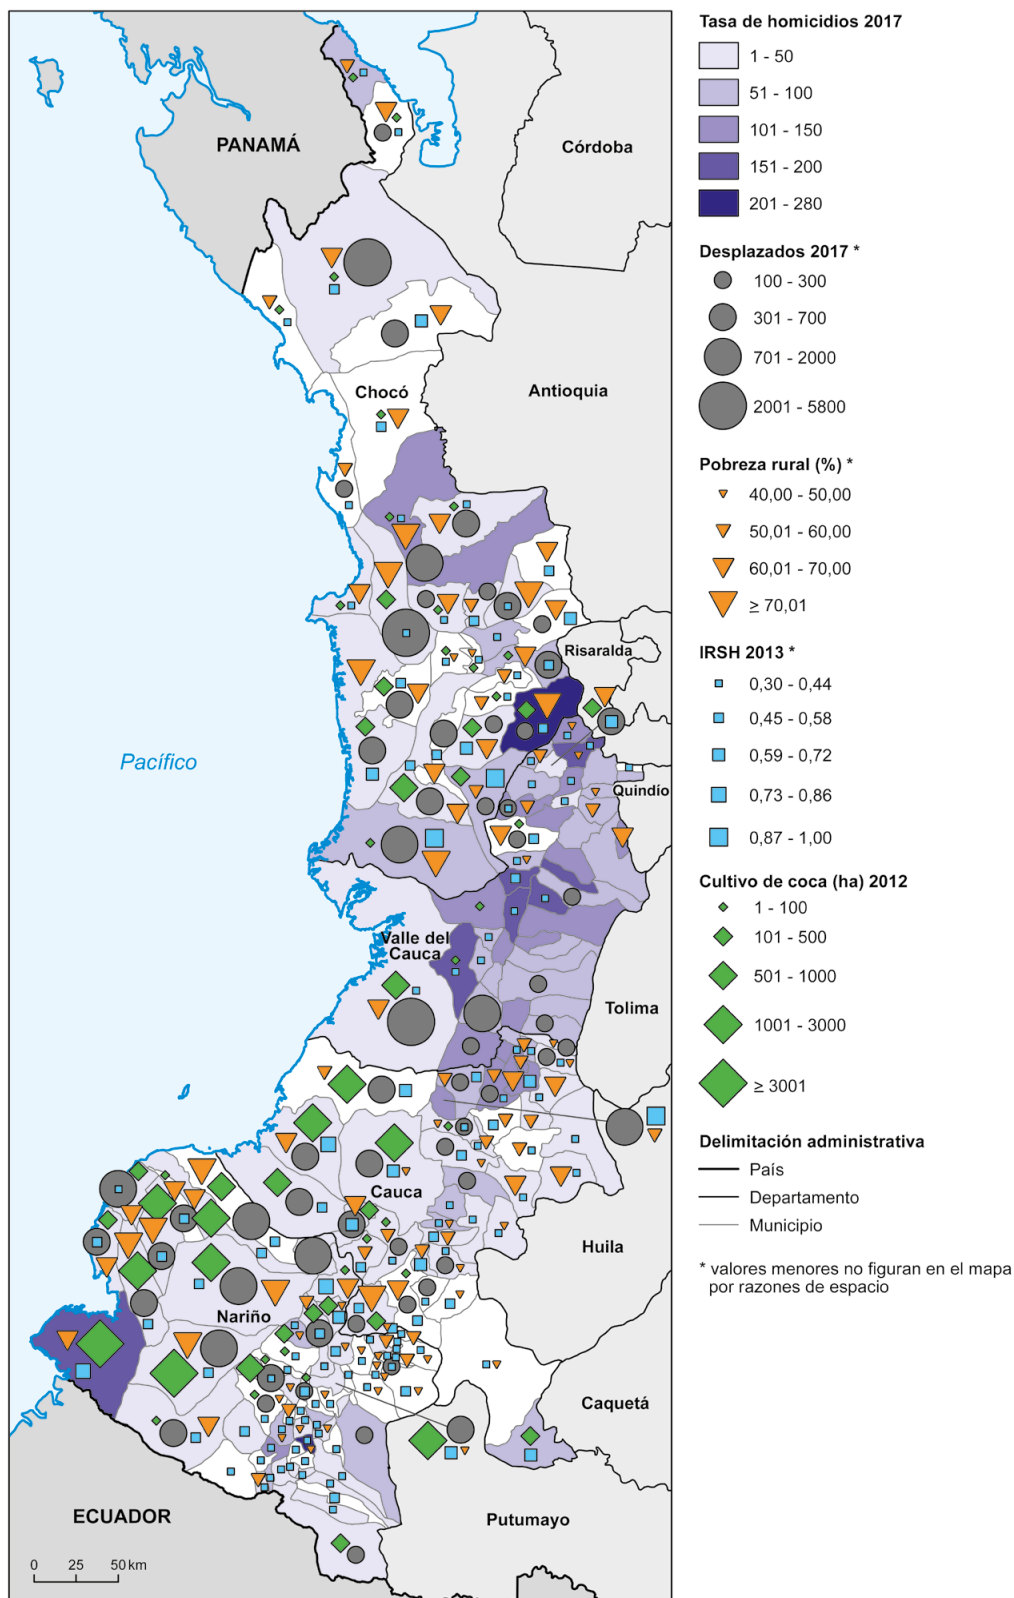 PANAMÁ
Córdoba
Antioquia
Chocó
Risaralda
Pacífico
Quindío
Valle del
Cauca
Tolima
Cauca
Huila
Nariño
Caquetá
ECUADOR
Putumayo
0 25 50 km
Tasa de homicidios 2017
1 - 50
51 - 100
101 - 150
151 - 200
201 - 280
Desplazados 2017 *
100 - 300
301 - 700
701 - 2000
2001 - 5800
Pobreza rural (%) *
40,00 - 50,00
50,01 - 60,00
60,01 - 70,00
≥ 70,01
IRSH 2013 *
0,30 - 0,44
0,45 - 0,58
0,59 - 0,72
0,73 - 0,86
0,87 - 1,00
Cultivo de coca (ha) 2012
1 - 100
101 - 500
501 - 1000
1001 - 3000
≥ 3001
Delimitación administrativa
País
Departamento
Municipio
* valores menores no figuran en el mapa
por razones de espacio